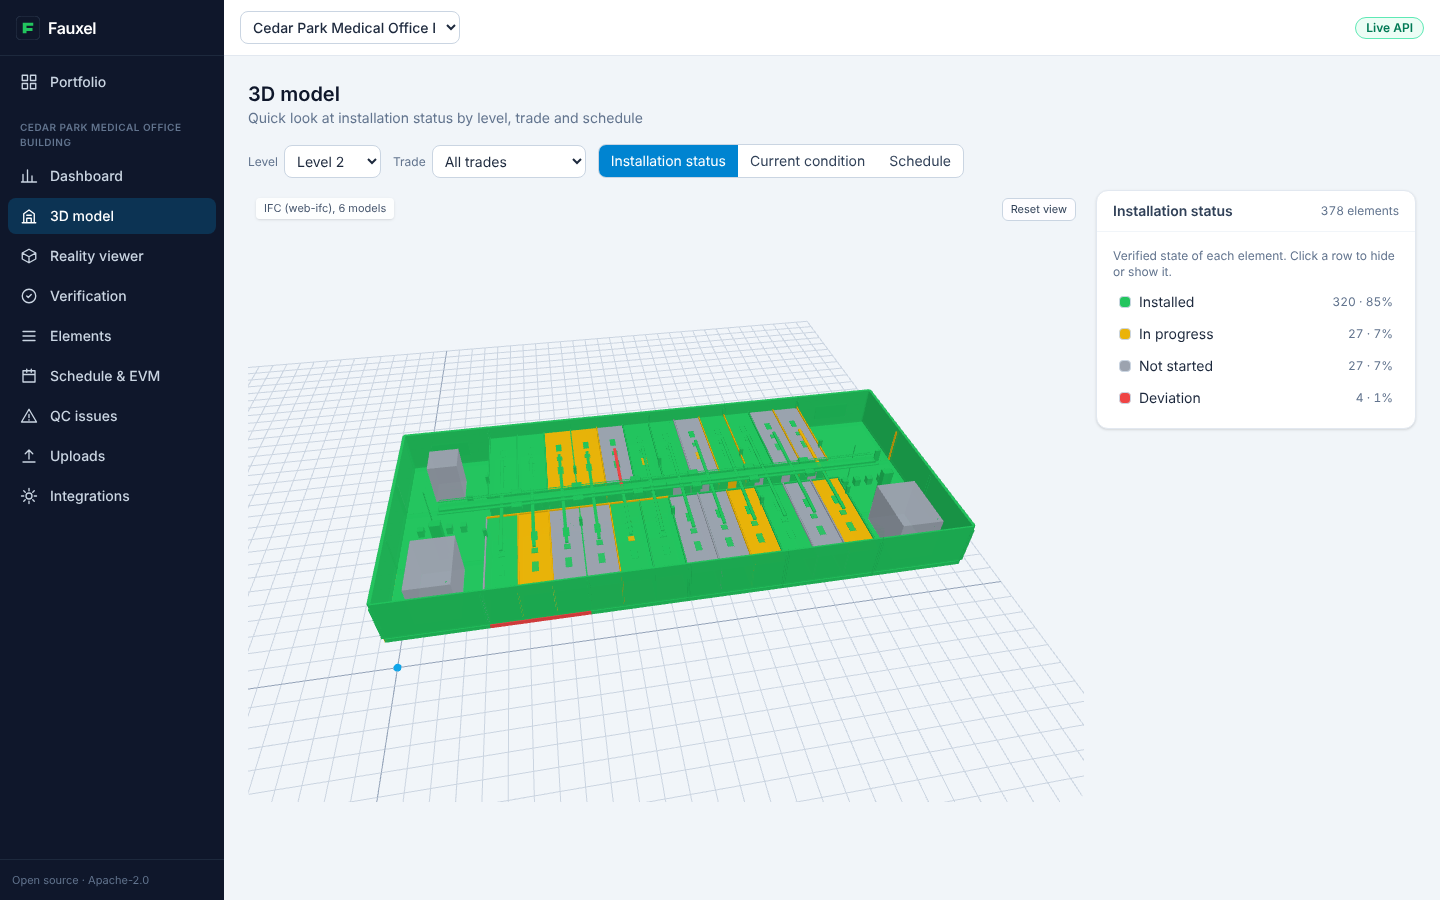 Fauxel
Cedar Park Medical Office I
Live API
Portfolio
CEDAR PARK MEDICAL OFFICE
BUILDING
Dashboard
3D model
Reality viewer
Verification
Elements
Schedule & EVM
QC issues
Uploads
Integrations
Open source · Apache-2.0
3D model
Quick look at installation status by level, trade and schedule
Level Level 2 Trade All trades Installation status Current condition Schedule
IFC (web-ifc), 6 models
Reset view
Installation status 378 elements
Verified state of each element. Click a row to hide
or show it.
Installed 320 · 85%
In progress 27 · 7%
Not started 27 · 7%
Deviation 4 · 1%